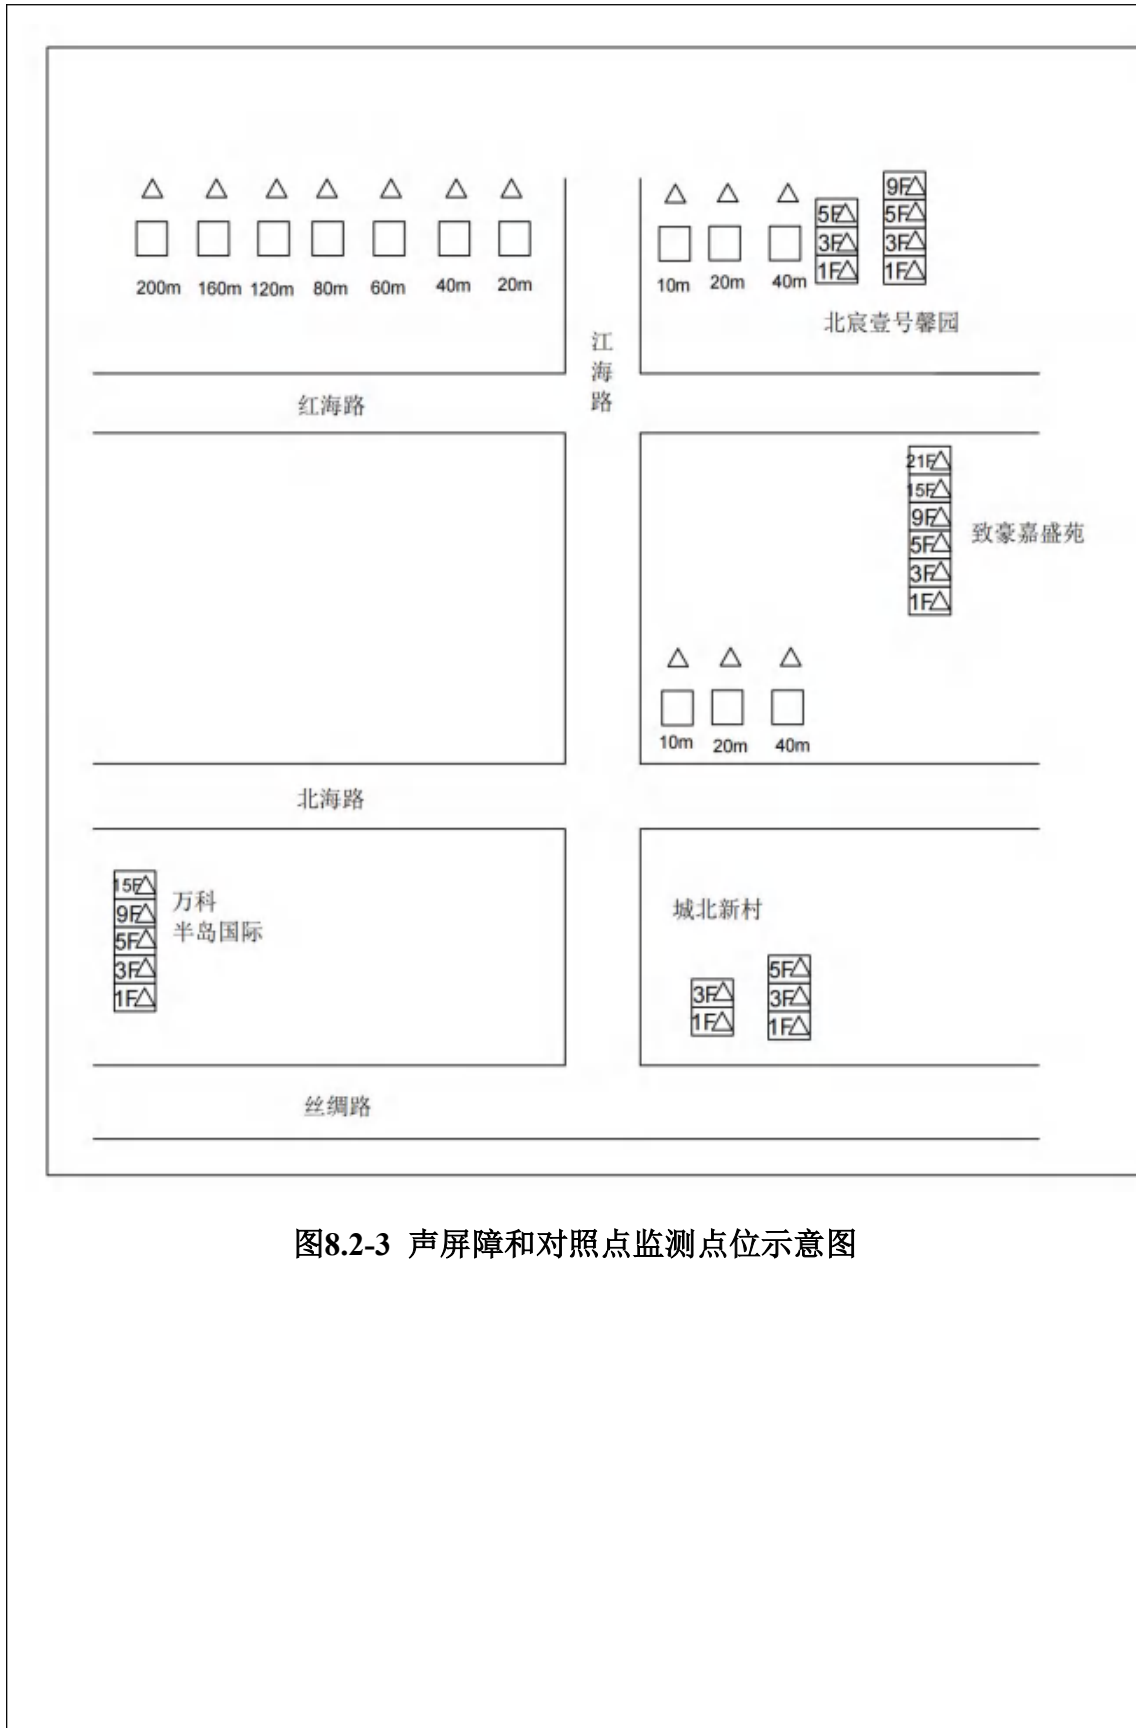 200m 160m 120m 80m 60m 40m 20m
10m 20m 40m
5F
3F
1F
9F
5F
3F
1F
北宸壹号馨园
江海路
红海路
21F
15F
9F
5F
3F
1F
致豪嘉盛苑
10m 20m 40m
北海路
15F
9F
5F
3F
1F
万科
半岛国际
城北新村
3F
1F
5F
3F
1F
丝绸路
图8.2-3 声屏障和对照点监测点位示意图